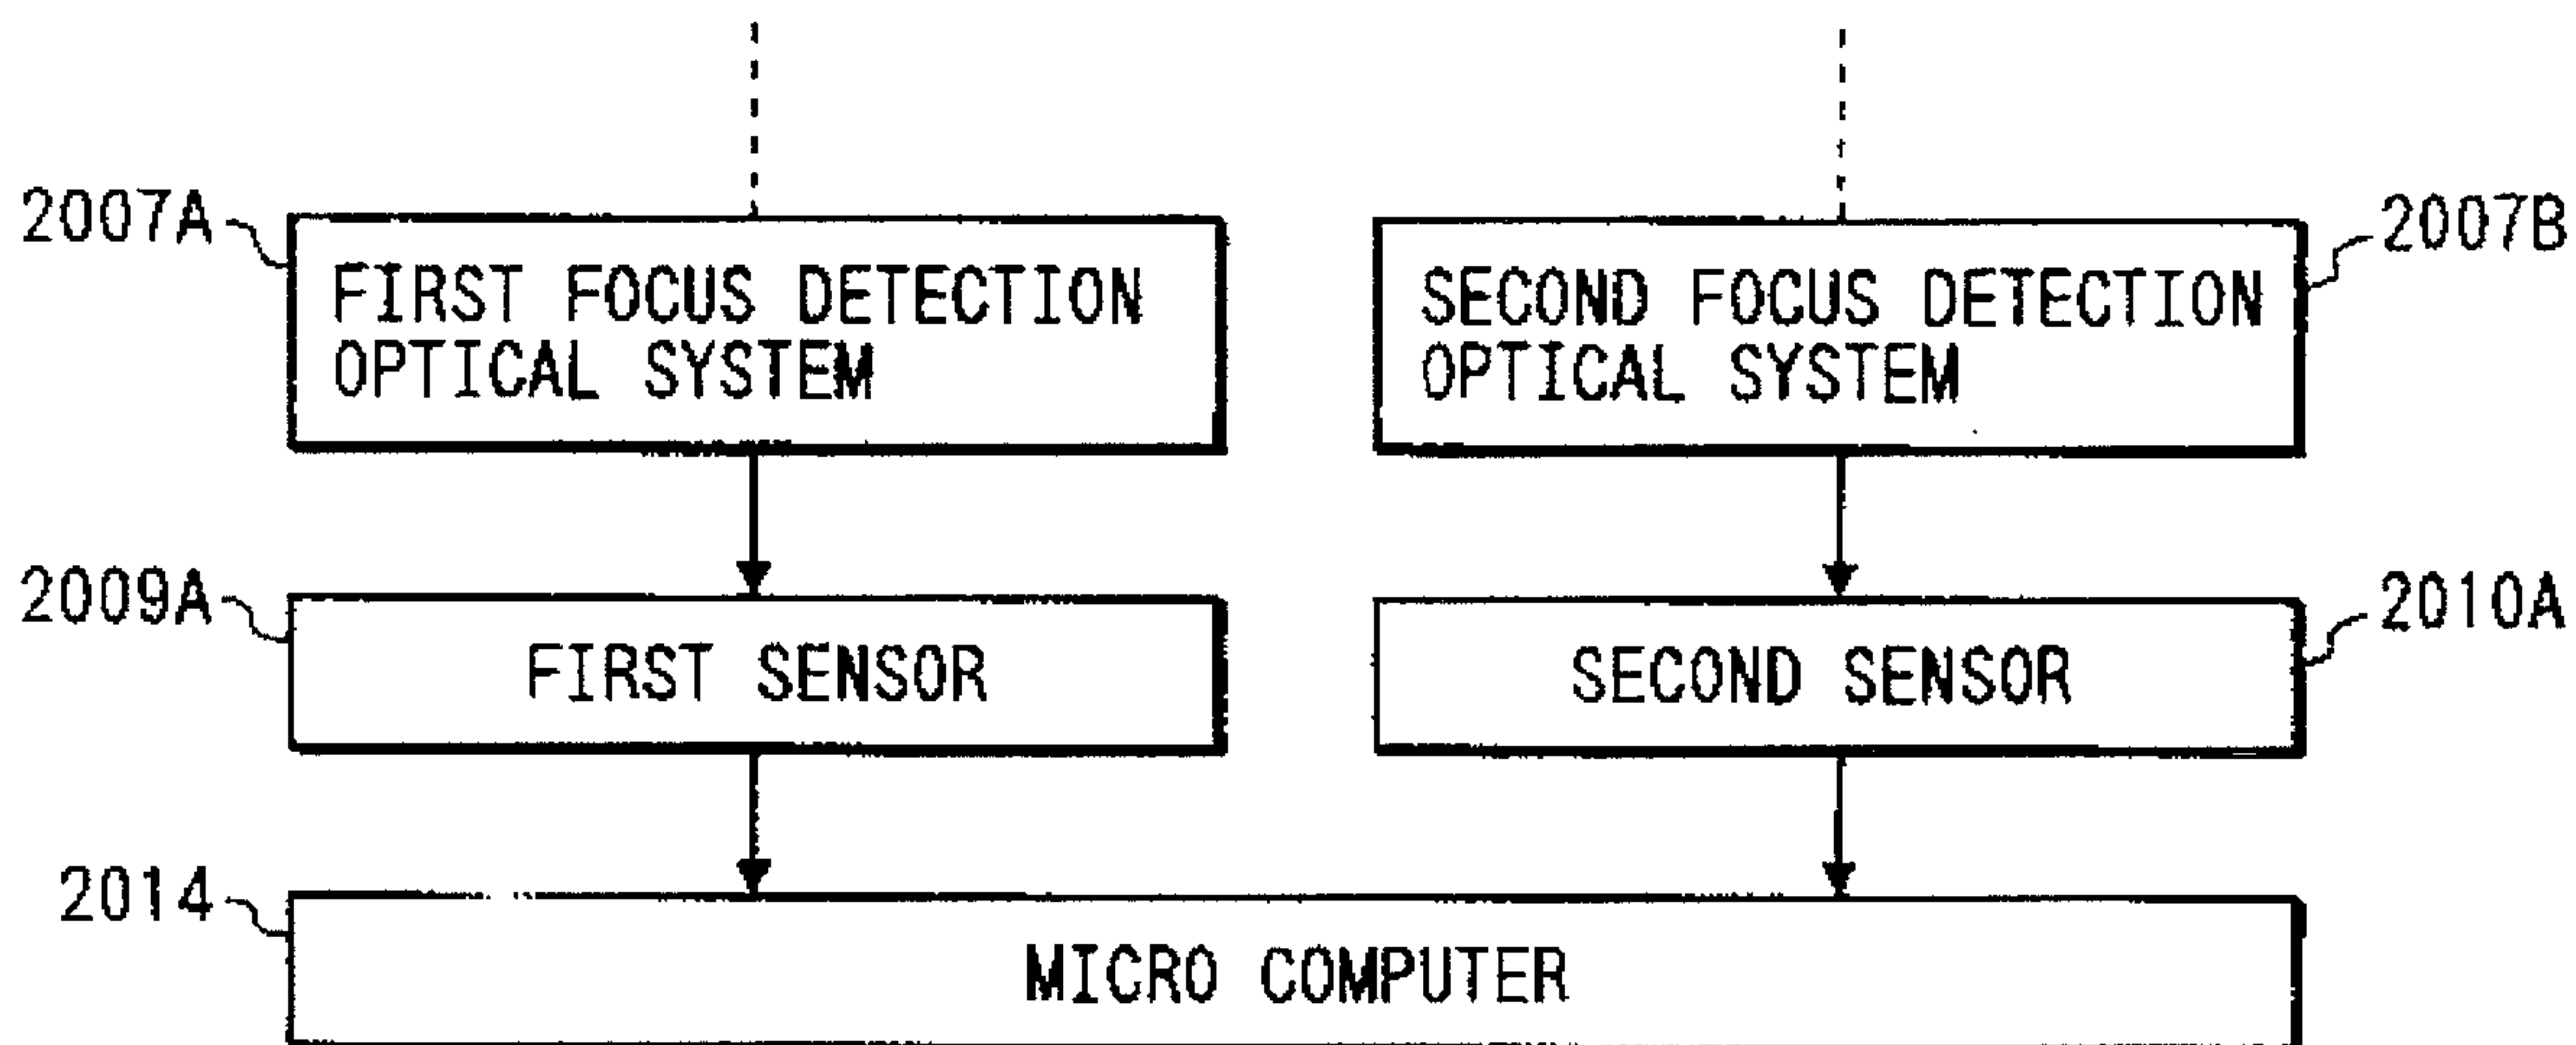 2007A
FIRST FOCUS DETECTION
OPTICAL SYSTEM
SECOND FOCUS DETECTION
OPTICAL SYSTEM
2007B
2009A
FIRST SENSOR
SECOND SENSOR
2010A
2014
MICRO COMPUTER